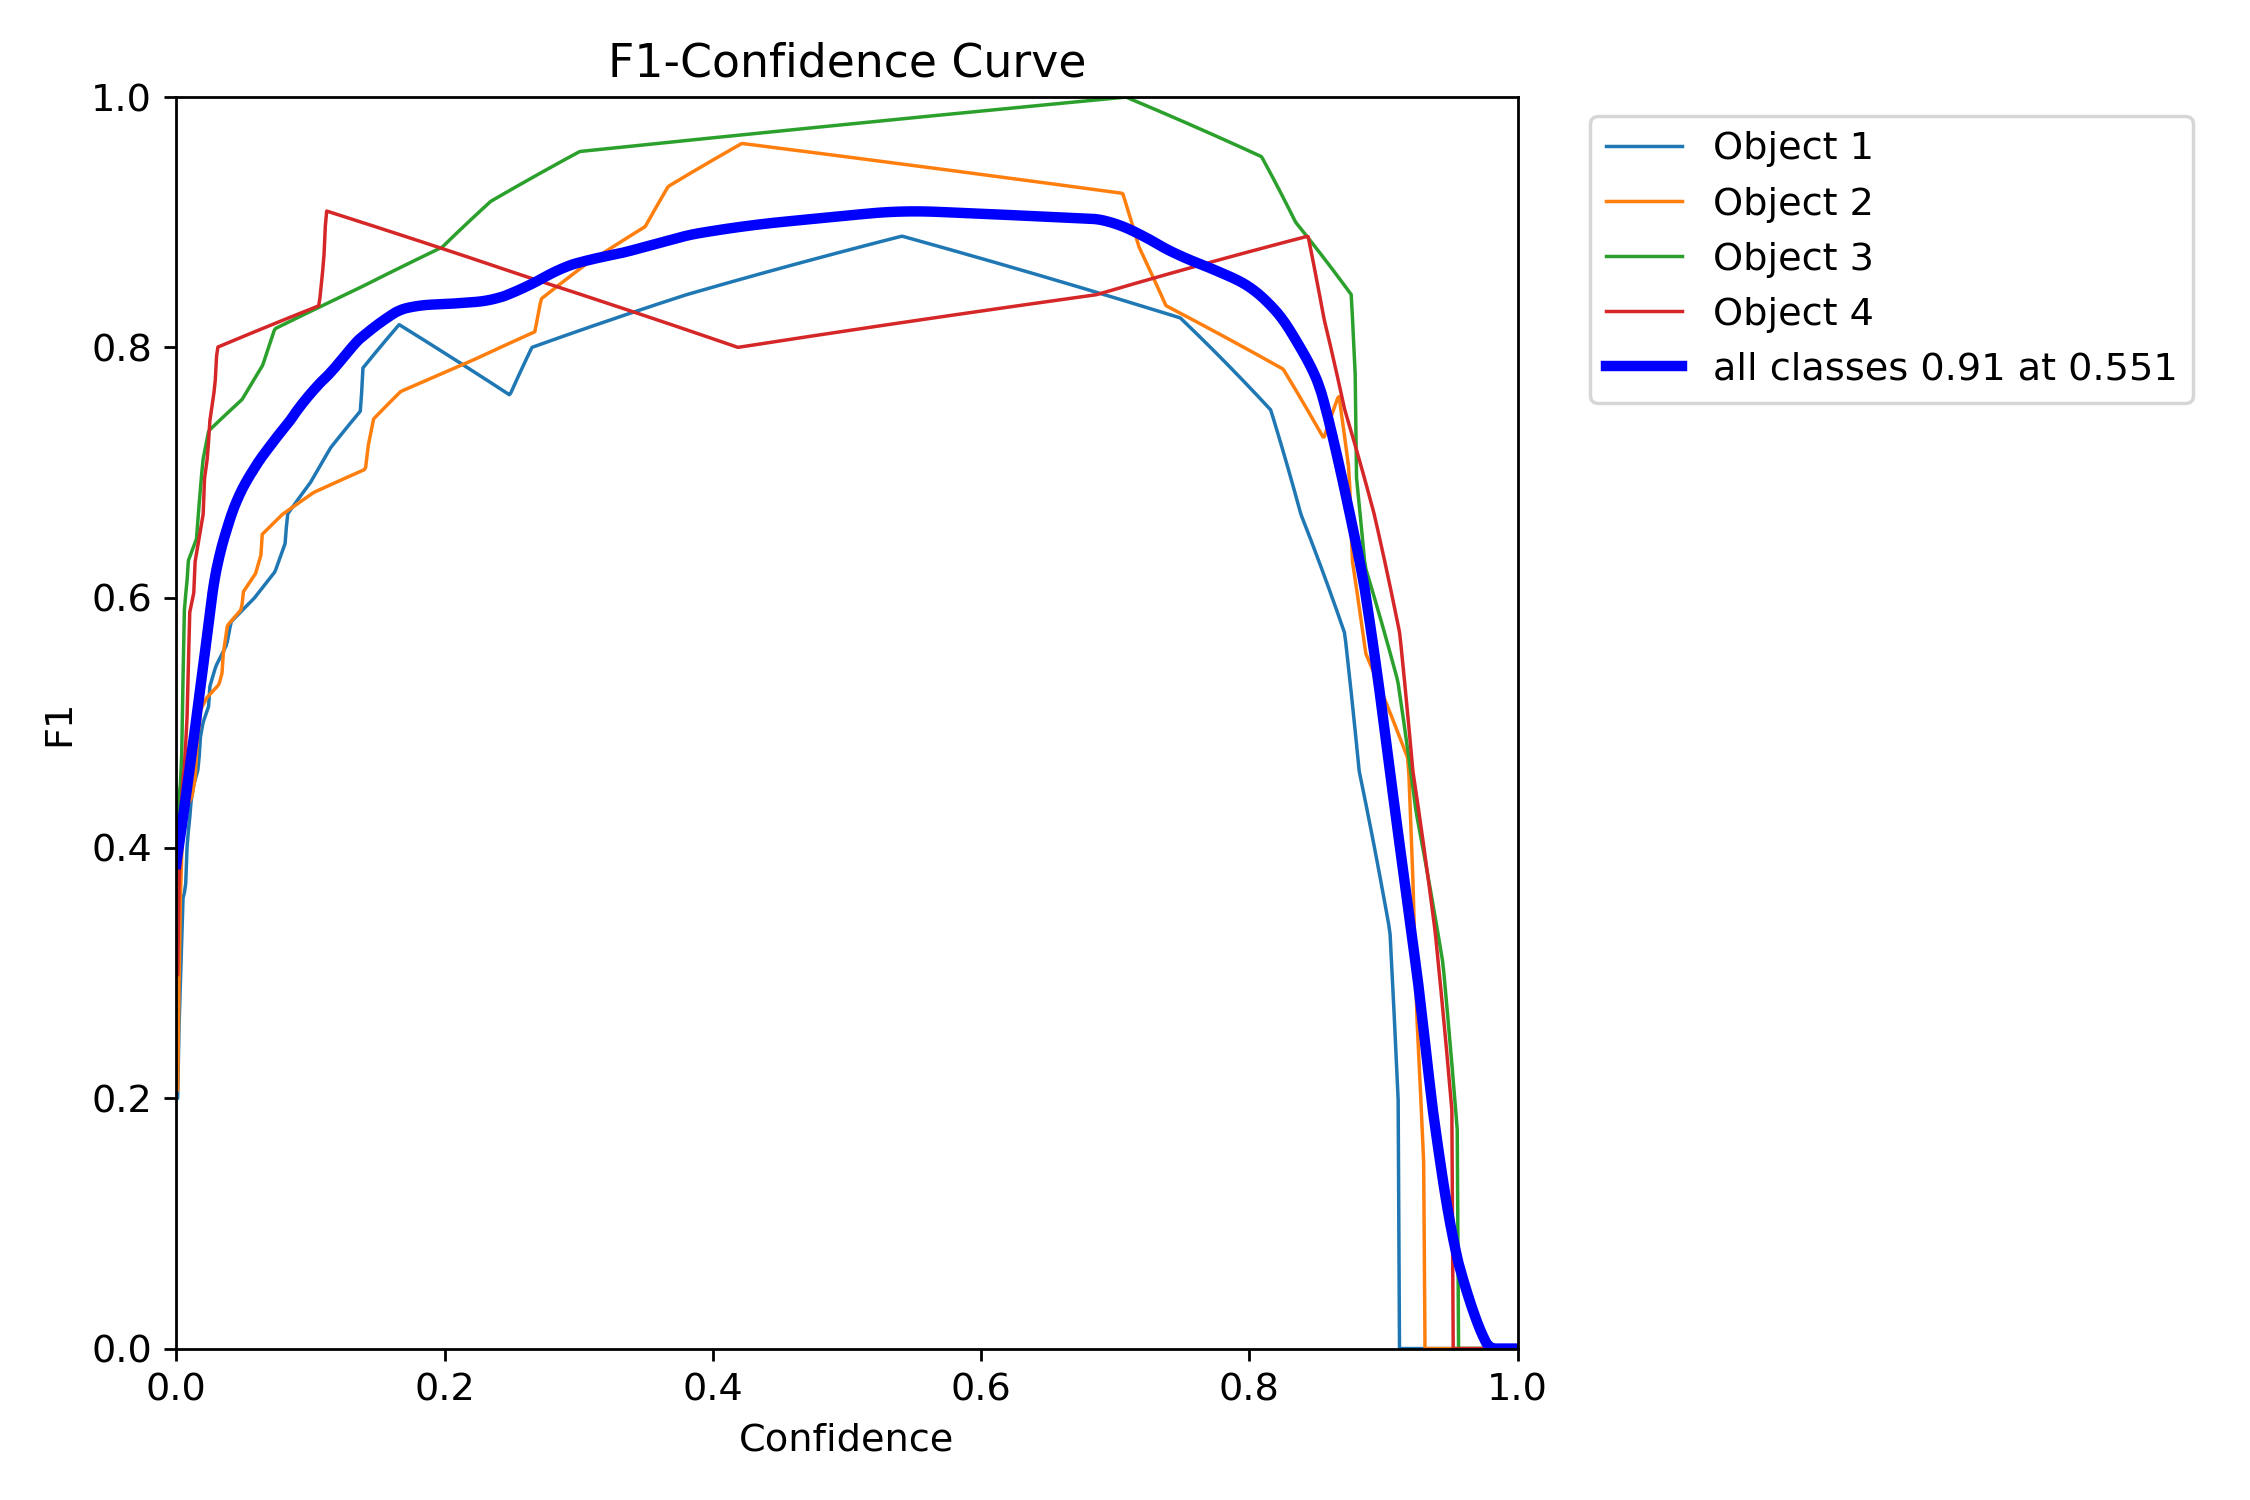 F1-Confidence Curve
1.0
0.8
0.6
0.4
0.2
0.0
F1
0.0 0.2 0.4 0.6 0.8 1.0
Confidence
Object 1
Object 2
Object 3
Object 4
all classes 0.91 at 0.551